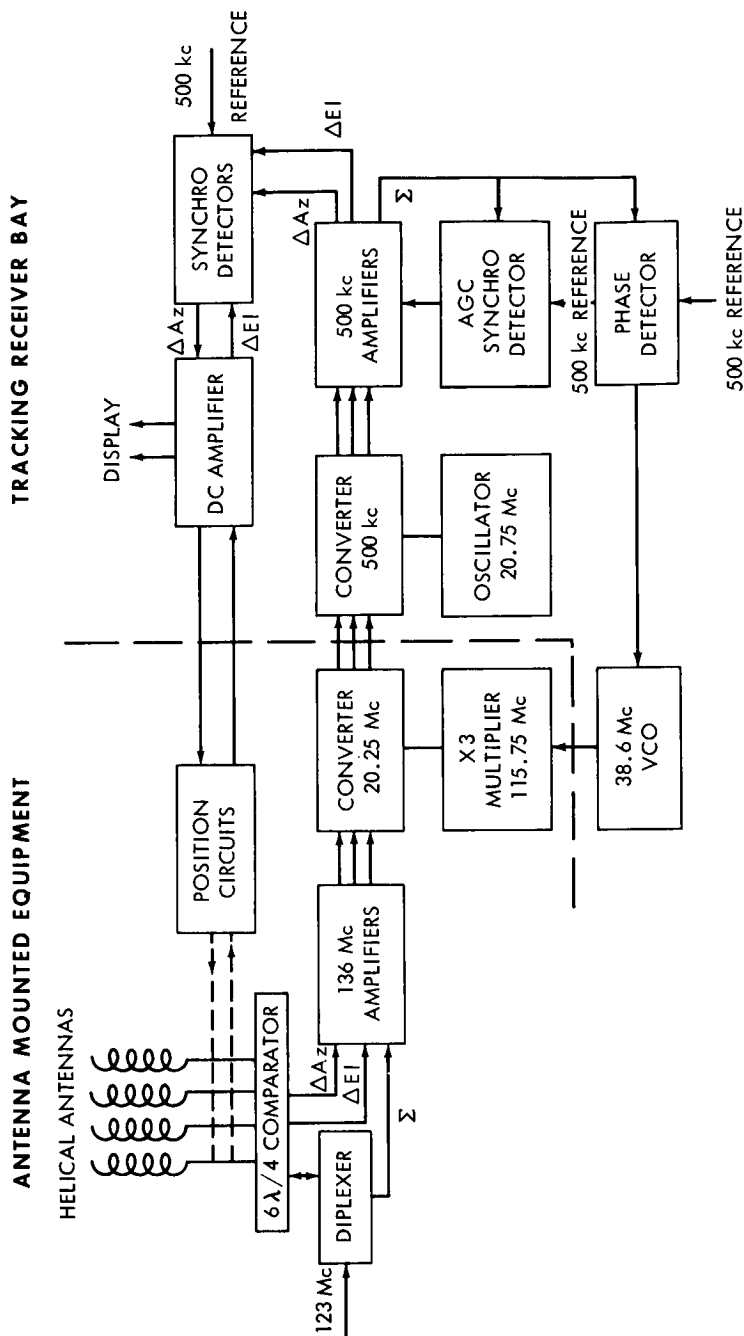 ANTENNA MOUNTED EQUIPMENT
TRACKING RECEIVER BAY
HELICAL ANTENNAS
6λ/4 COMPARATOR
POSITION
CIRCUITS
DISPLAY
DC AMPLIFIER
ΔAz
ΔEl
SYNCHRO
DETECTORS
500 kc
REFERENCE
123 Mc
DIPLEXER
ΔAz
ΔEl
Σ
136 Mc
AMPLIFIERS
CONVERTER
20.25 Mc
CONVERTER
500 kc
500 kc
AMPLIFIERS
ΔAz
ΔEl
Σ
X3
MULTIPLIER
115.75 Mc
OSCILLATOR
20.75 Mc
AGC
SYNCHRO
DETECTOR
500 kc REFERENCE
38.6 Mc
VCO
PHASE
DETECTOR
500 kc REFERENCE